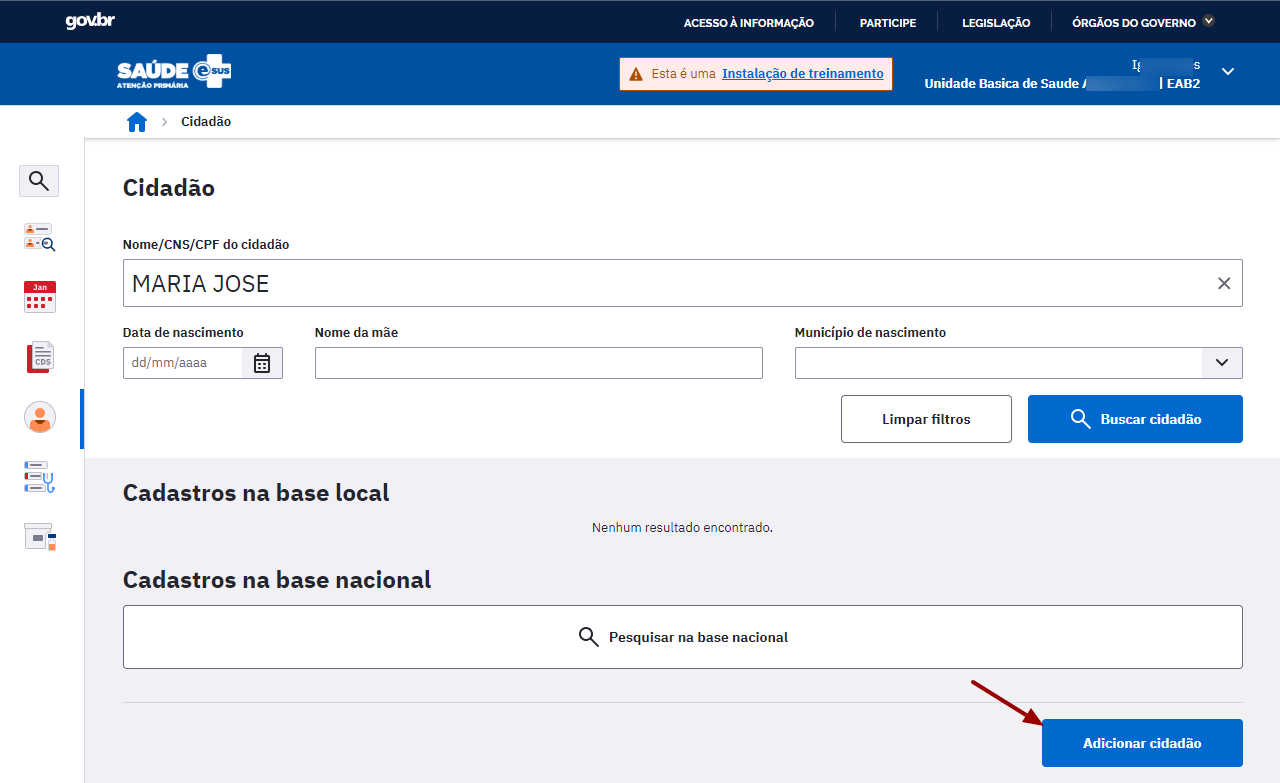 gov.br
ACESSO À INFORMAÇÃO
PARTICIPE
LEGISLAÇÃO
ÓRGÃOS DO GOVERNO
SAÚDE e SUS
ATENÇÃO PRIMÁRIA
Esta é uma Instalação de treinamento
Unidade Basica de Saude | EAB2
Cidadão
Cidadão
Nome/CNS/CPF do cidadão
MARIA JOSE
Data de nascimento
Nome da mãe
Município de nascimento
dd/mm/aaaa
Limpar filtros
Buscar cidadão
Jan
CDS
Cadastros na base local
Nenhum resultado encontrado.
Cadastros na base nacional
Pesquisar na base nacional
Adicionar cidadão